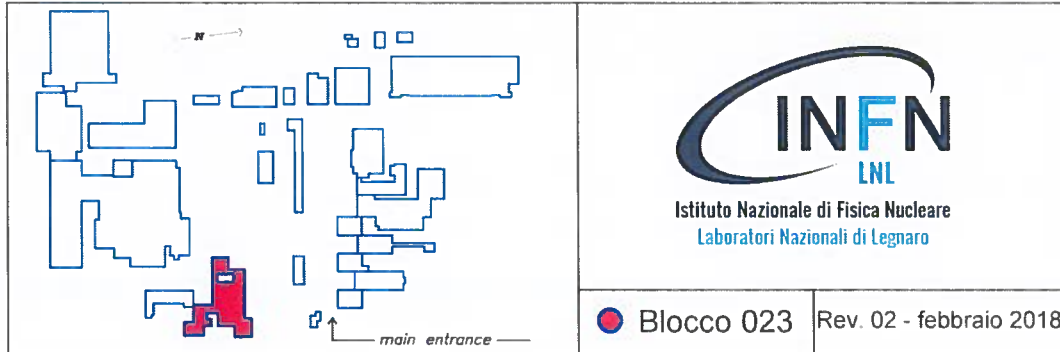 N
main entrance
INFN
LNL
Istituto Nazionale di Fisica Nucleare
Laboratori Nazionali di Legnaro
Blocco 023
Rev. 02 - febbraio 2018